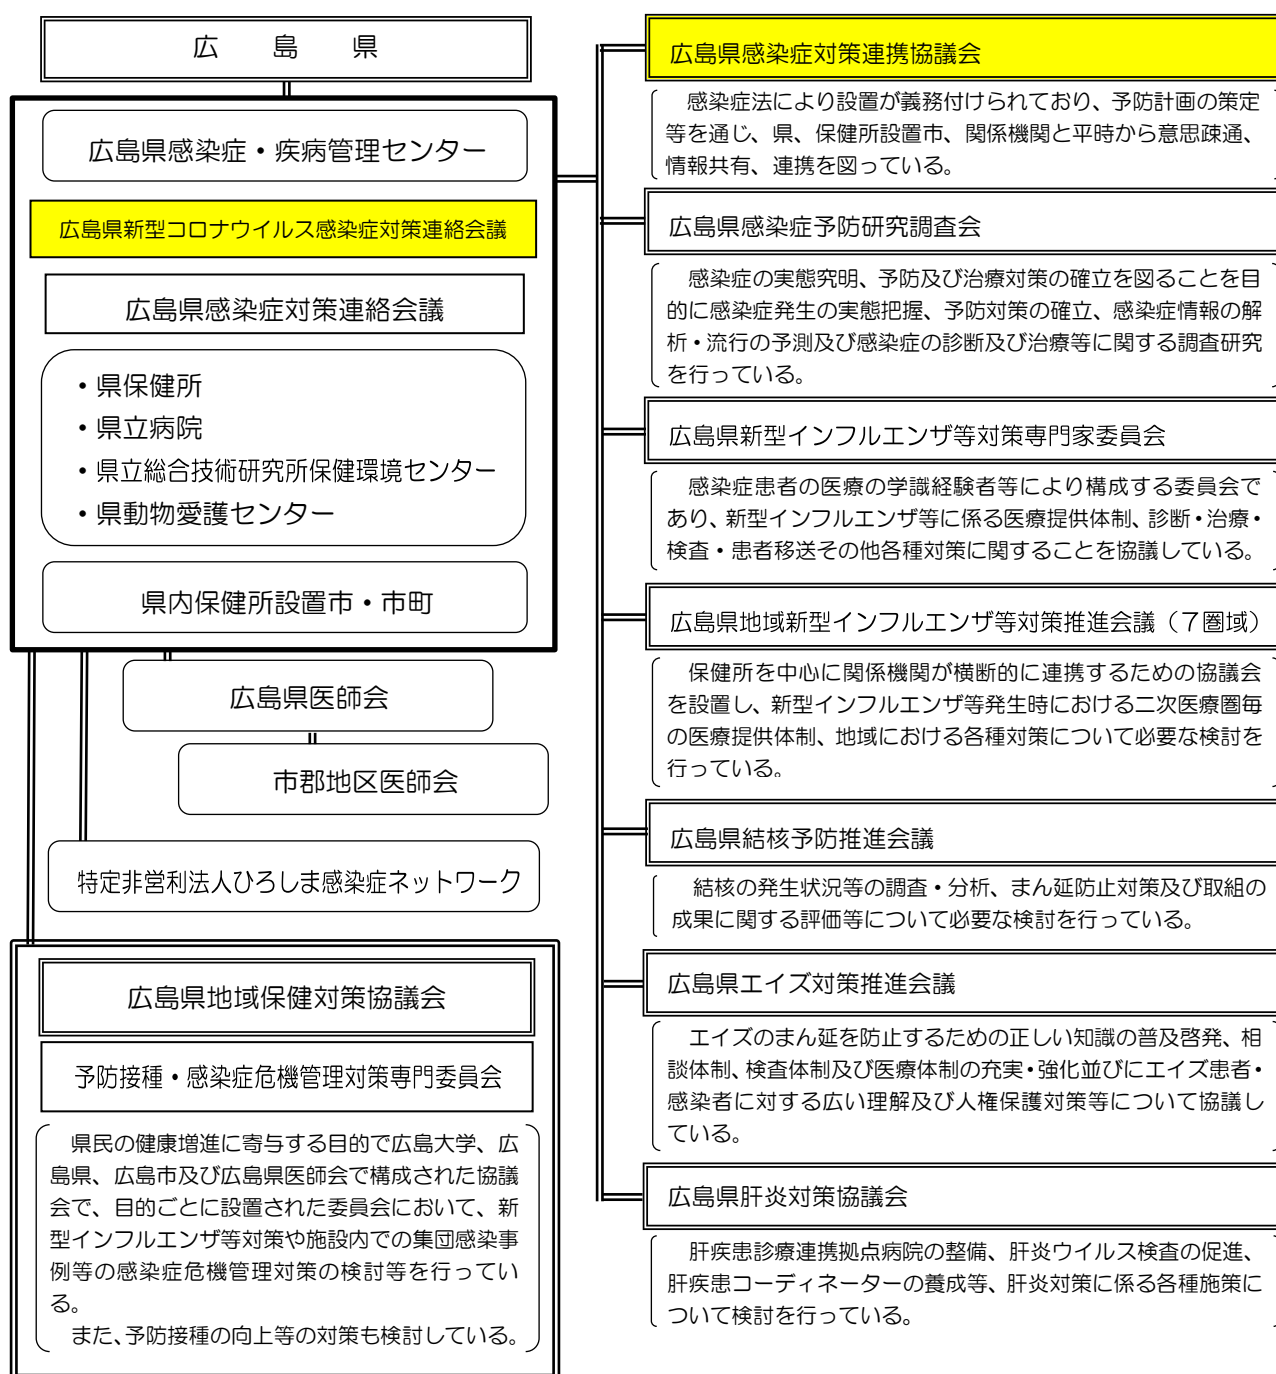 広　島　県
広島県感染症・疾病管理センター
広島県新型コロナウイルス感染症対策連絡会議
広島県感染症対策連絡会議
・県保健所
・県立病院
・県立総合技術研究所保健環境センター
・県動物愛護センター
県内保健所設置市・市町
広島県医師会
市郡地区医師会
特定非営利法人ひろしま感染症ネットワーク
広島県地域保健対策協議会
予防接種・感染症危機管理対策専門委員会
県民の健康増進に寄与する目的で広島大学、広
島県、広島市及び広島県医師会で構成された協議
会で、目的ごとに設置された委員会において、新
型インフルエンザ等対策や施設内での集団感染事
例等の感染症危機管理対策の検討等を行ってい
る。
また、予防接種の向上等の対策も検討している。
広島県感染症対策連携協議会
感染症法により設置が義務付けられており、予防計画の策定
等を通じ、県、保健所設置市、関係機関と平時から意思疎通、
情報共有、連携を図っている。
広島県感染症予防研究調査会
感染症の実態究明、予防及び治療対策の確立を図ることを目
的に感染症発生の実態把握、予防対策の確立、感染症情報の解
析・流行の予測及び感染症の診断及び治療等に関する調査研究
を行っている。
広島県新型インフルエンザ等対策専門家委員会
感染症患者の医療の学識経験者等により構成する委員会で
あり、新型インフルエンザ等に係る医療提供体制、診断・治療・
検査・患者移送その他各種対策に関することを協議している。
広島県地域新型インフルエンザ等対策推進会議（７圏域）
保健所を中心に関係機関が横断的に連携するための協議会
を設置し、新型インフルエンザ等発生時における二次医療圏毎
の医療提供体制、地域における各種対策について必要な検討を
行っている。
広島県結核予防推進会議
結核の発生状況等の調査・分析、まん延防止対策及び取組の
成果に関する評価等について必要な検討を行っている。
広島県エイズ対策推進会議
エイズのまん延を防止するための正しい知識の普及啓発、相
談体制、検査体制及び医療体制の充実・強化並びにエイズ患者・
感染者に対する広い理解及び人権保護対策等について協議し
ている。
広島県肝炎対策協議会
肝疾患診療連携拠点病院の整備、肝炎ウイルス検査の促進、
肝疾患コーディネーターの養成等、肝炎対策に係る各種施策に
ついて検討を行っている。